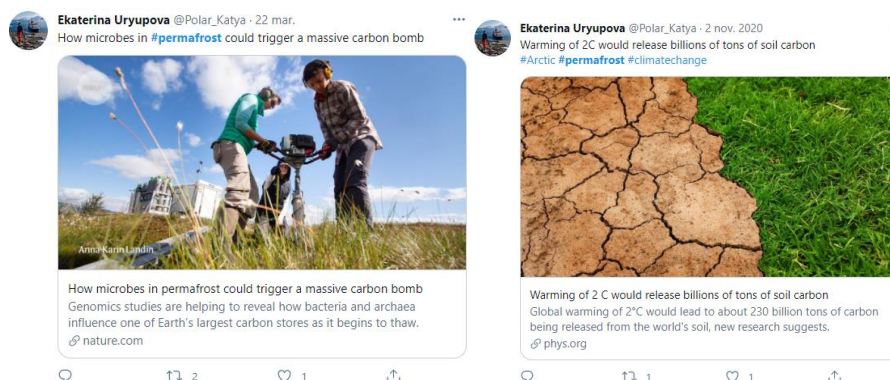 Ekaterina Uryupova @Polar_Katya · 22 mar.
How microbes in #permafrost could trigger a massive carbon bomb
Anna-Karin Landin
How microbes in permafrost could trigger a massive carbon bomb
Genomics studies are helping to reveal how bacteria and archaea
influence one of Earth's largest carbon stores as it begins to thaw.
nature.com
2
1
Ekaterina Uryupova @Polar_Katya · 2 nov. 2020
Warming of 2C would release billions of tons of soil carbon
#Arctic #permafrost #climatechange
Warming of 2 C would release billions of tons of soil carbon
Global warming of 2°C would lead to about 230 billion tons of carbon
being released from the world's soil, new research suggests.
phys.org
1
1